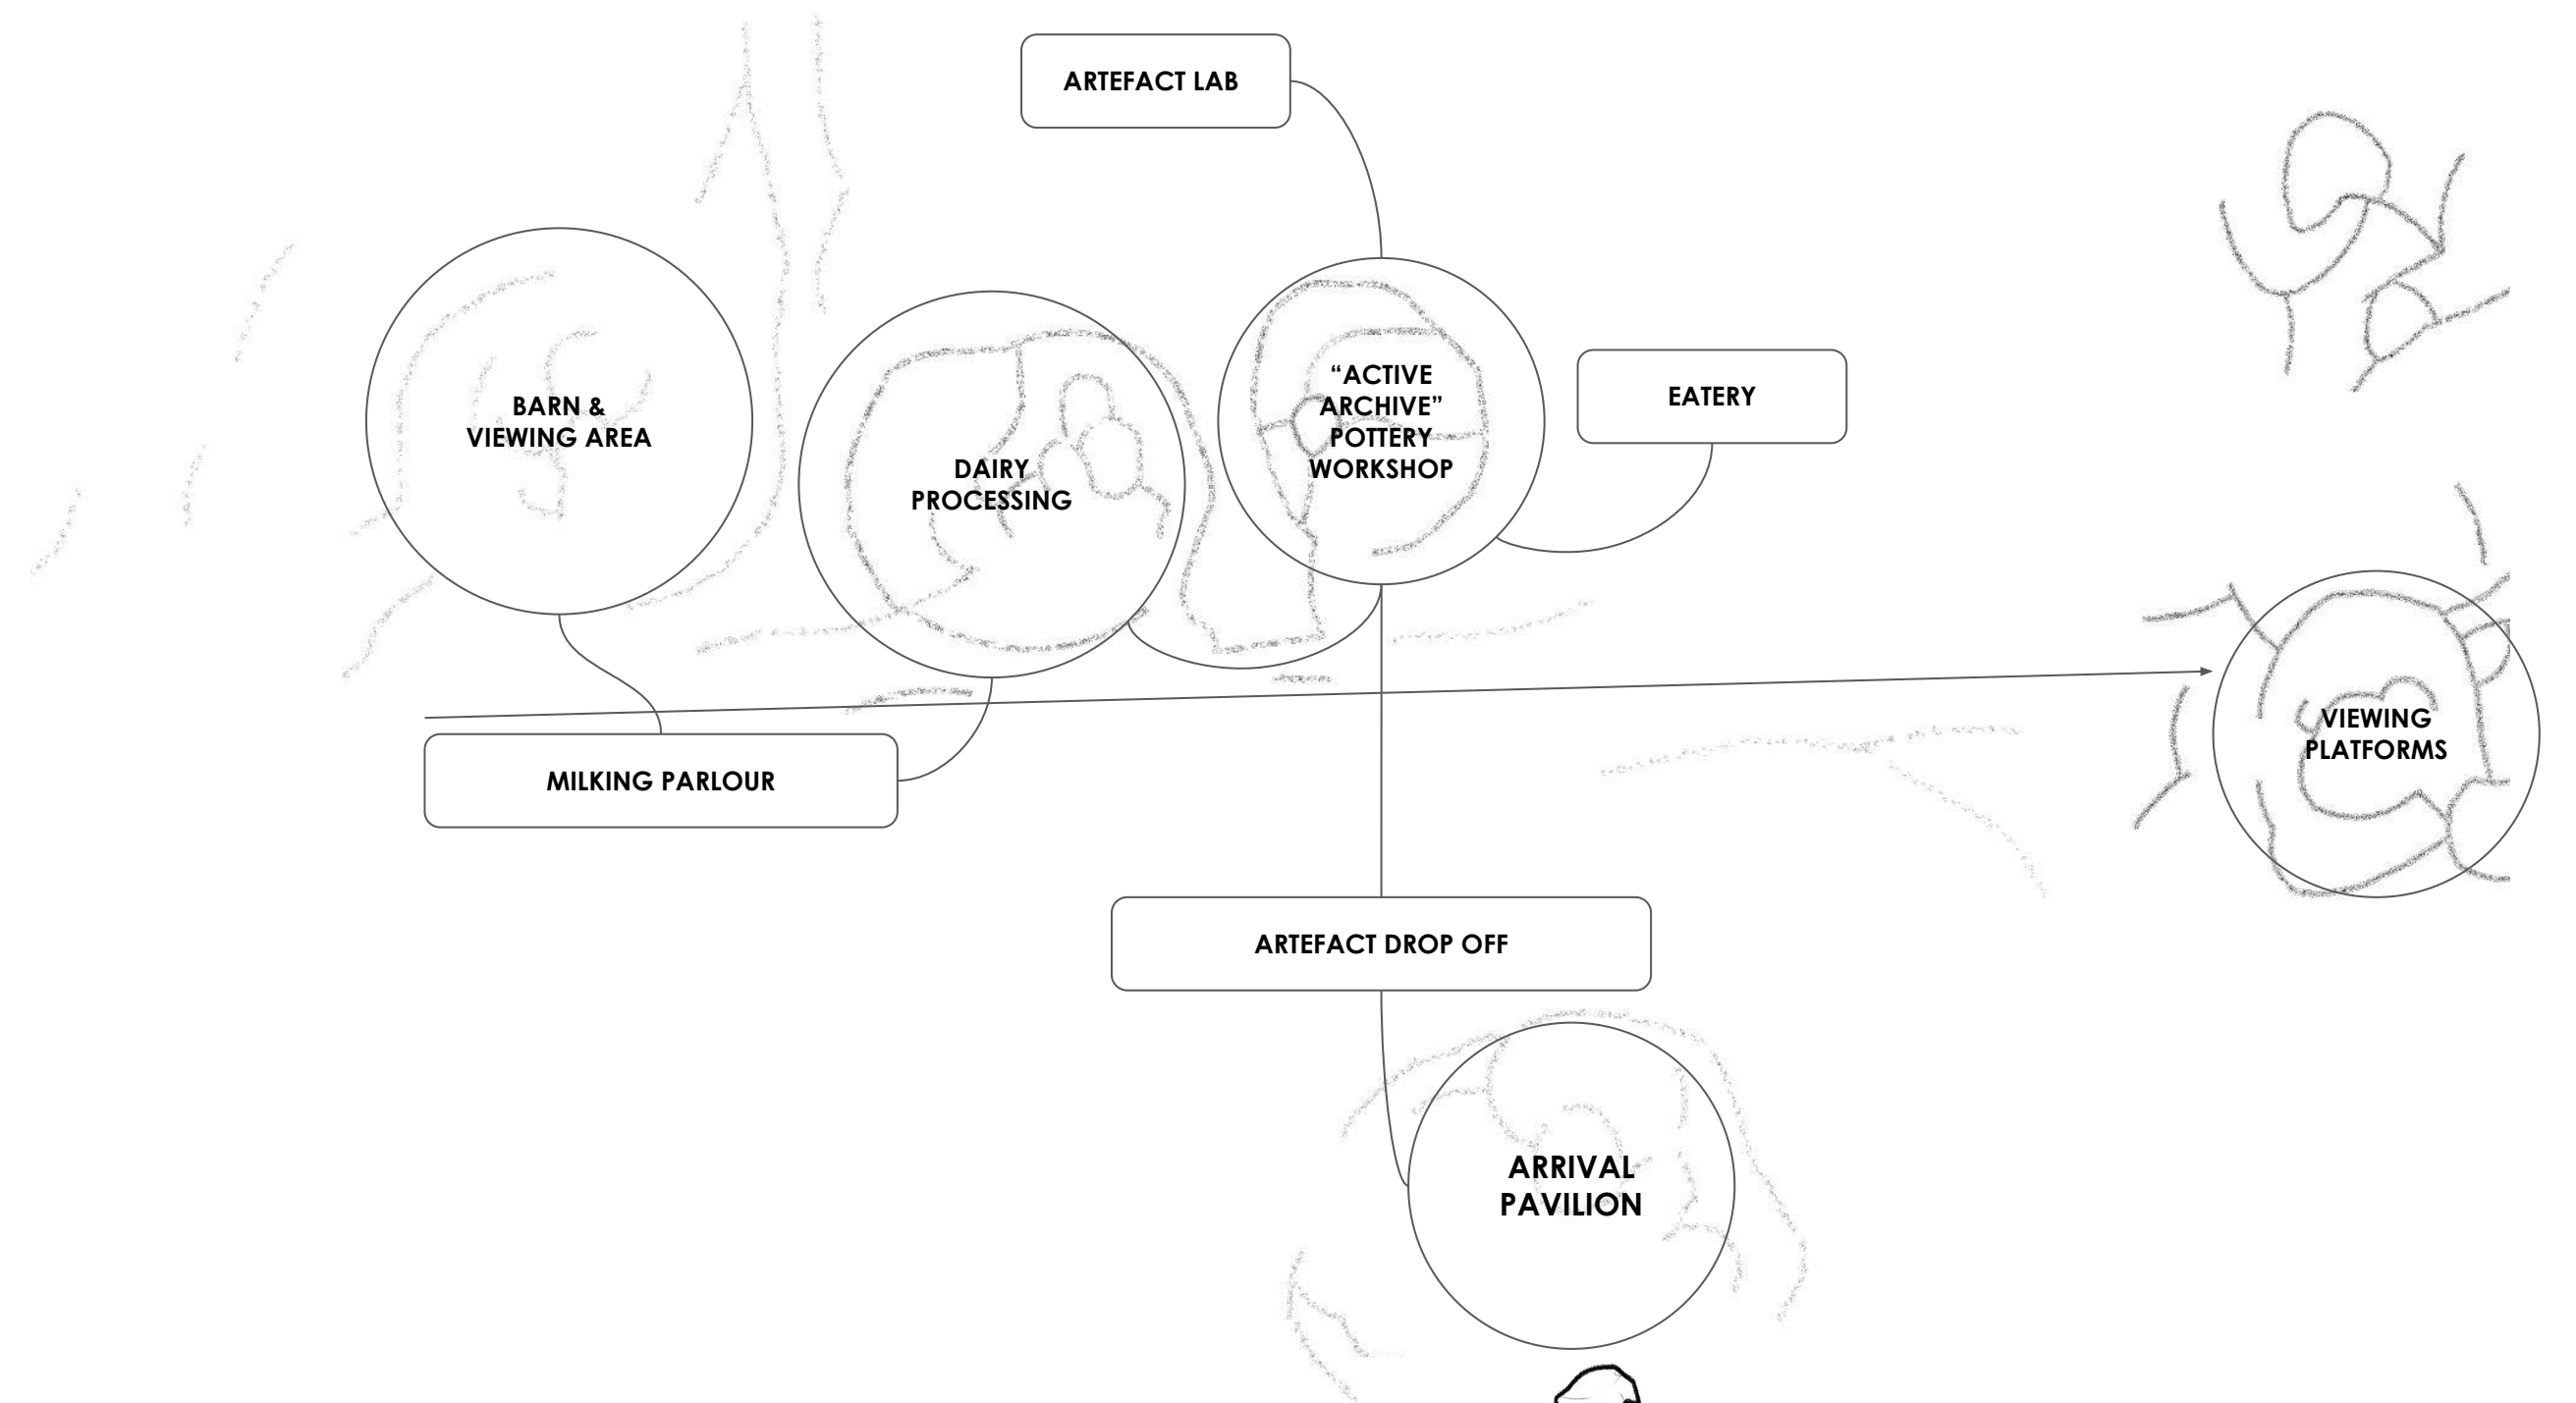 ARTEFACT LAB
BARN &
VIEWING AREA
DAIRY
PROCESSING
“ACTIVE
ARCHIVE”
POTTERY
WORKSHOP
EATERY
VIEWING
PLATFORMS
MILKING PARLOUR
ARTEFACT DROP OFF
ARRIVAL
PAVILION